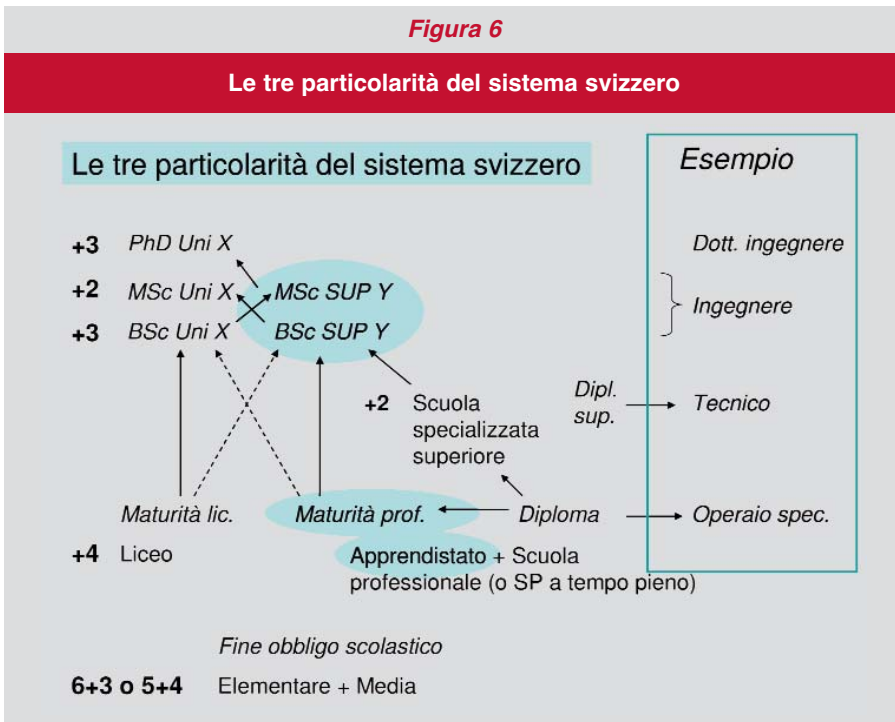 Figura 6
Le tre particolarità del sistema svizzero
Le tre particolarità del sistema svizzero
Esempio
+3 PhD Uni X
Dott. ingegnere
+2 MSc Uni X MSc SUP Y
Ingegnere
+3 BSc Uni X BSc SUP Y
+2 Scuola
specializzata
superiore
Dipl.
sup.
Tecnico
Maturità lic. Maturità prof. Diploma Operaio spec.
+4 Liceo
Apprendistato + Scuola
professionale (o SP a tempo pieno)
Fine obbligo scolastico
6+3 o 5+4 Elementare + Media